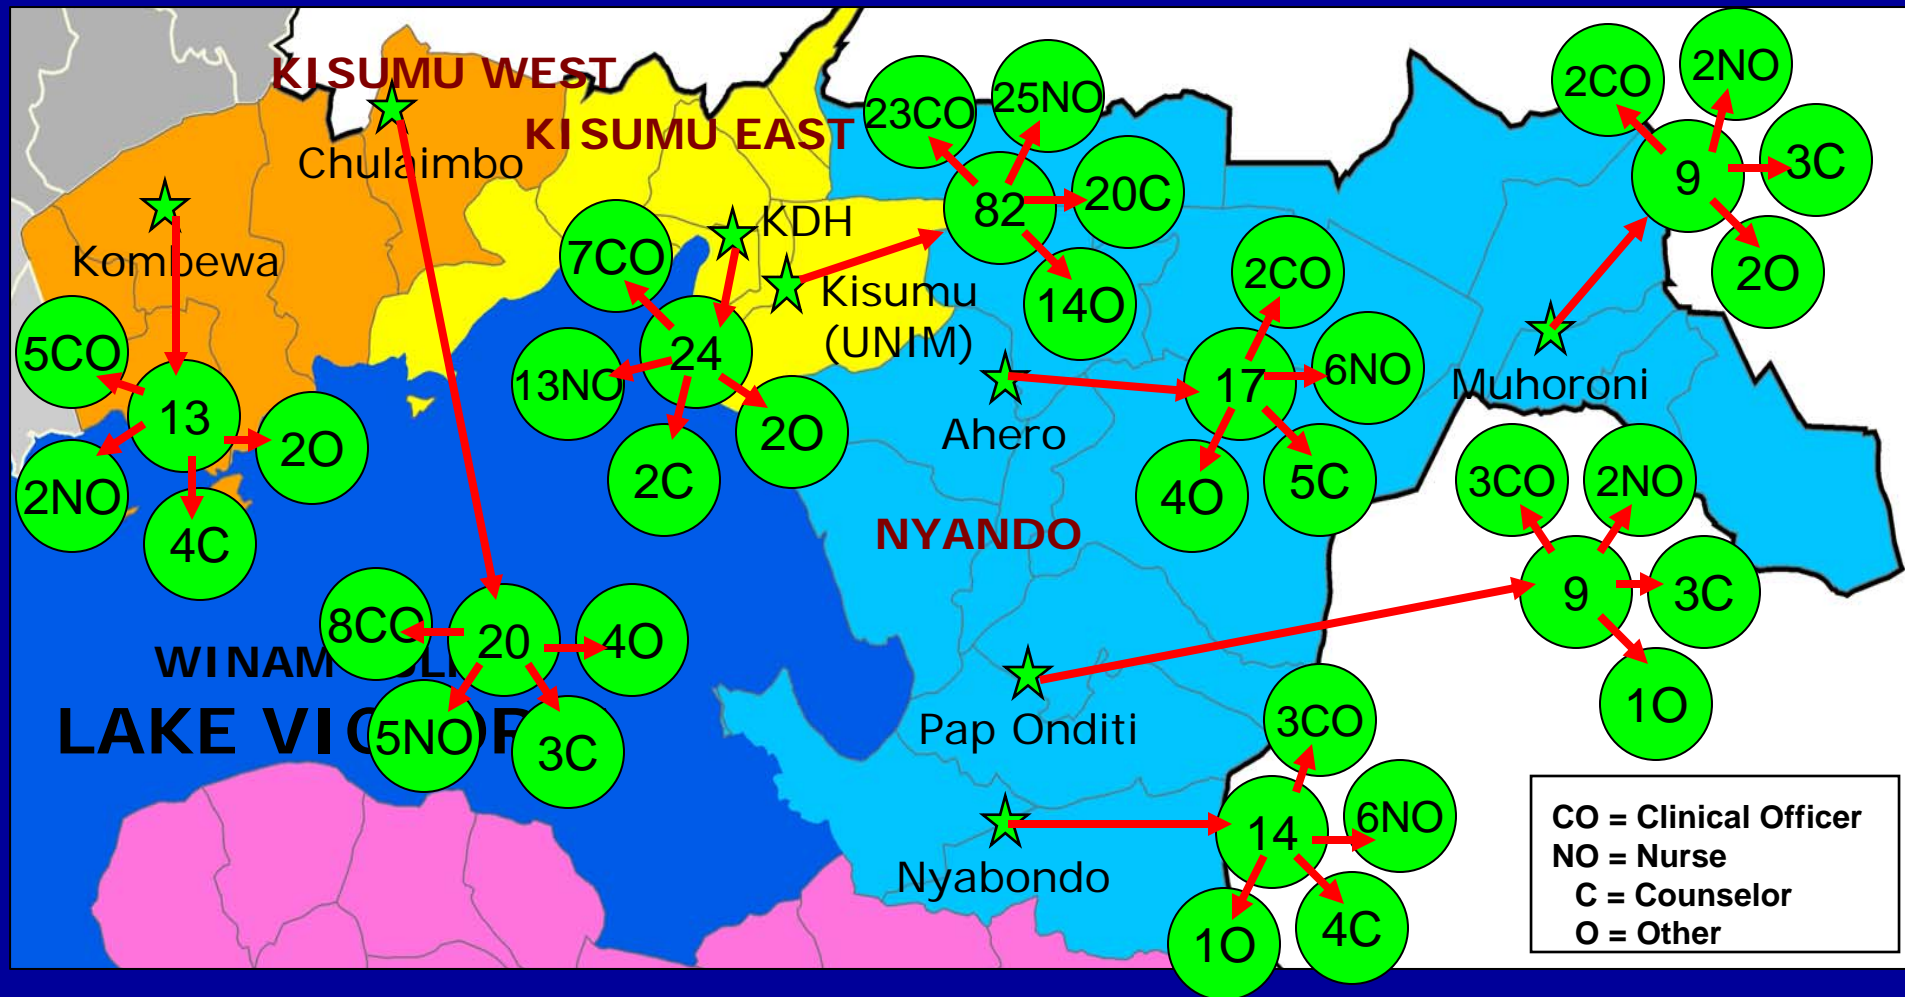 KISUMU WEST
KISUMU EAST
Chulaimbo
Kombewa
KDH
Kisumu
(UNIM)
Ahero
Muhoroni
NYANDO
Pap Onditi
Nyabondo
LAKE
13
5CO
2NO
4C
2O
20
8CO
5NO
3C
4O
24
7CO
13NO
2C
2O
82
23CO
25NO
20C
14O
17
2CO
6NO
5C
4O
9
2CO
2NO
3C
2O
9
3CO
2NO
3C
1O
14
3CO
6NO
4C
1O
CO = Clinical Officer
NO = Nurse
C = Counselor
O = Other